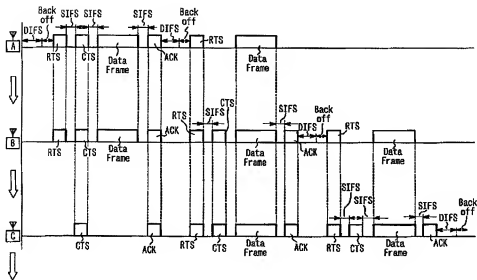 DIFS Back off SIFS SIFS SIFS DIFS Back off
A RTS CTS Data Frame ACK RTS Data Frame
RTS SIFS CTS SIFS DIFS Back off RTS
B RTS CTS Data Frame ACK Data Frame ACK Data Frame
SIFS SIFS SIFS DIFS Back off
C CTS ACK RTS CTS Data Frame ACK RTS CTS Data Frame ACK